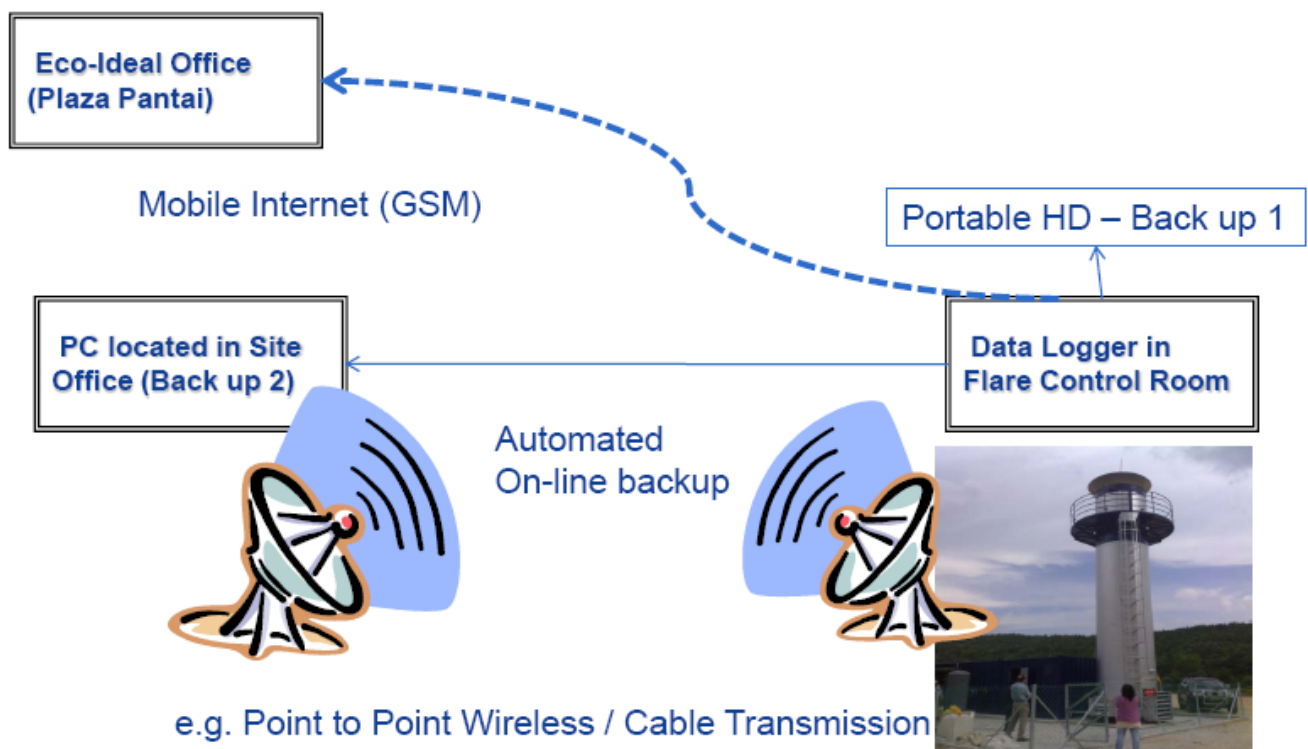 Eco-Ideal Office
(Plaza Pantai)
Mobile Internet (GSM)
Portable HD – Back up 1
PC located in Site
Office (Back up 2)
Data Logger in
Flare Control Room
Automated
On-line backup
e.g. Point to Point Wireless / Cable Transmission